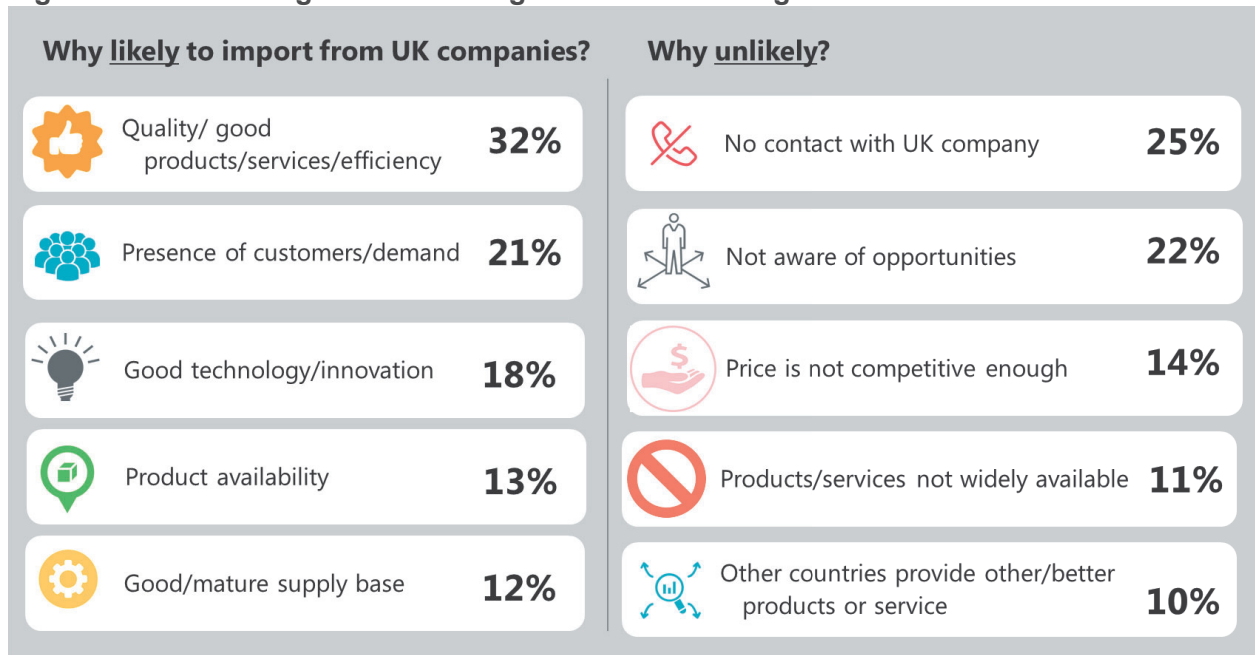 Why likely to import from UK companies?
Quality/ good
products/services/efficiency
32%
Presence of customers/demand
21%
Good technology/innovation
18%
Product availability
13%
Good/mature supply base
12%
Why unlikely?
No contact with UK company
25%
Not aware of opportunities
22%
$
Price is not competitive enough
14%
Products/services not widely available
11%
Other countries provide other/better
products or service
10%